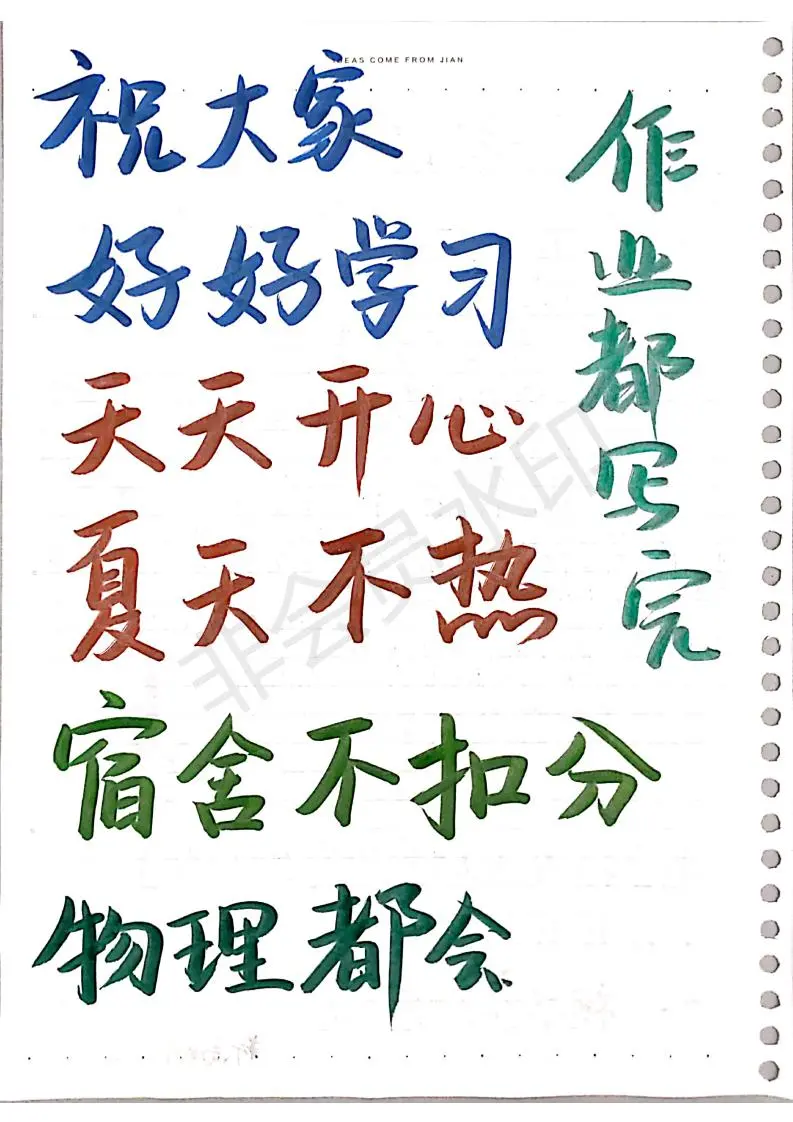 IDEAS COME FROM JIAN
祝大家
好好学习
天天开心
夏天不热
宿舍不扣分
物理都会
作业都写完
非会员水印